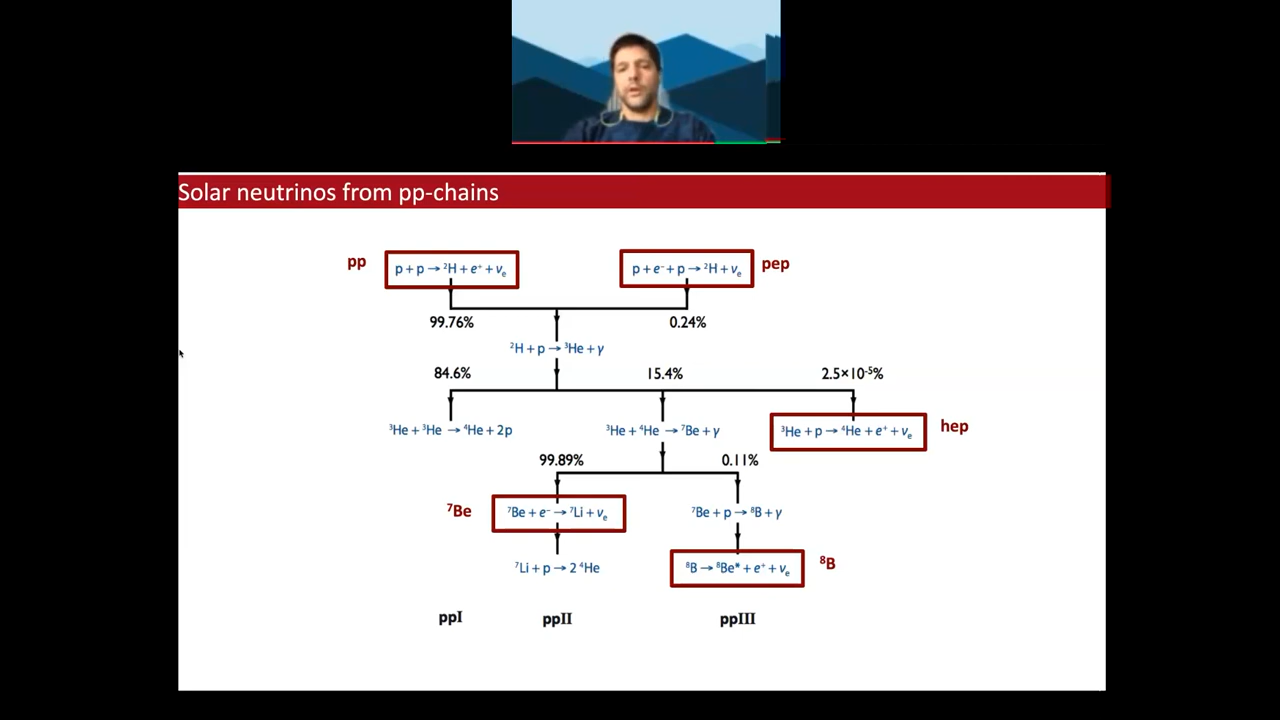 Solar neutrinos from pp-chains
pp
p + p → ²H + e⁺ + νₑ
p + e⁻ + p → ²H + νₑ
pep
99.76%
0.24%
²H + p → ³He + γ
84.6%
15.4%
2.5×10⁻⁵%
³He + ³He → ⁴He + 2p
³He + ⁴He → ⁷Be + γ
³He + p → ⁴He + e⁺ + νₑ
hep
99.89%
0.11%
⁷Be
⁷Be + e⁻ → ⁷Li + νₑ
⁷Be + p → ⁸B + γ
⁷Li + p → 2 ⁴He
⁸B → ⁸Be* + e⁺ + νₑ
⁸B
ppI
ppII
ppIII